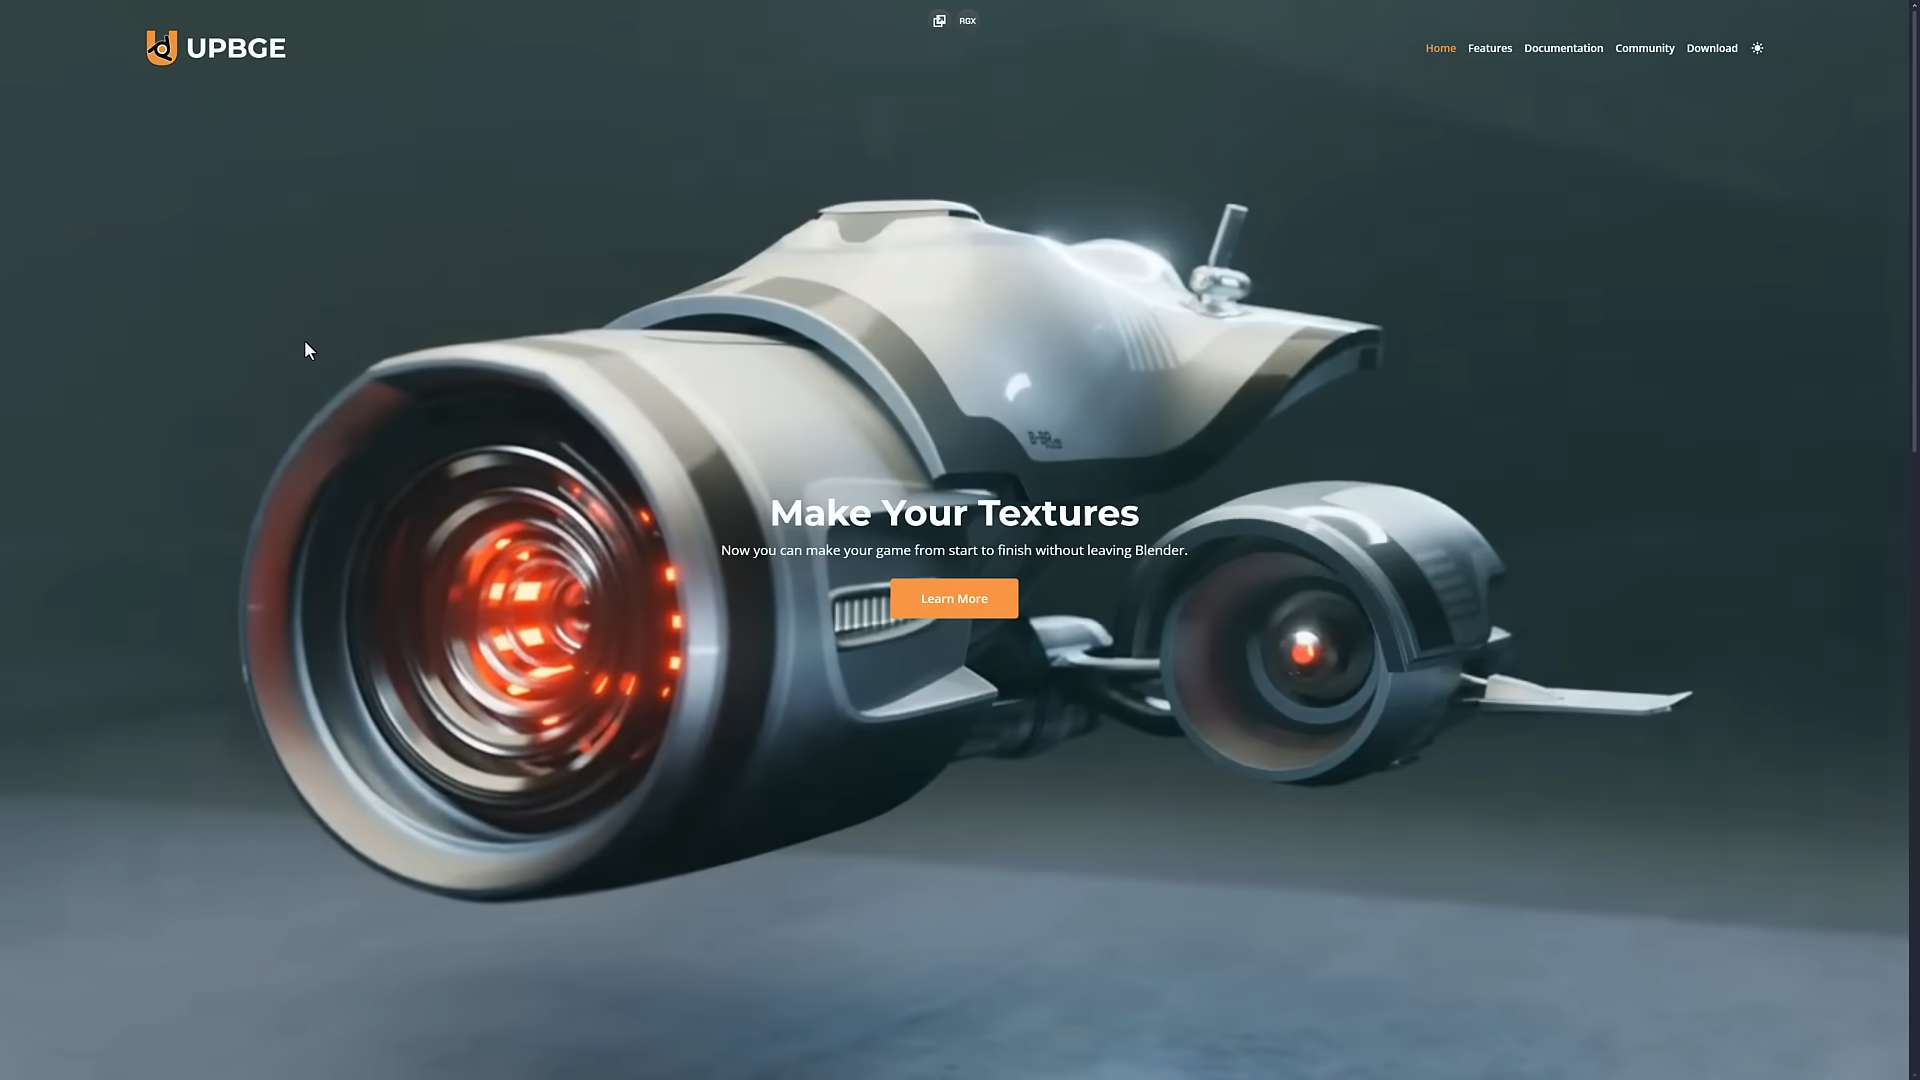 RGX
UPBGE
Home Features Documentation Community Download
Make Your Textures
Now you can make your game from start to finish without leaving Blender.
Learn More